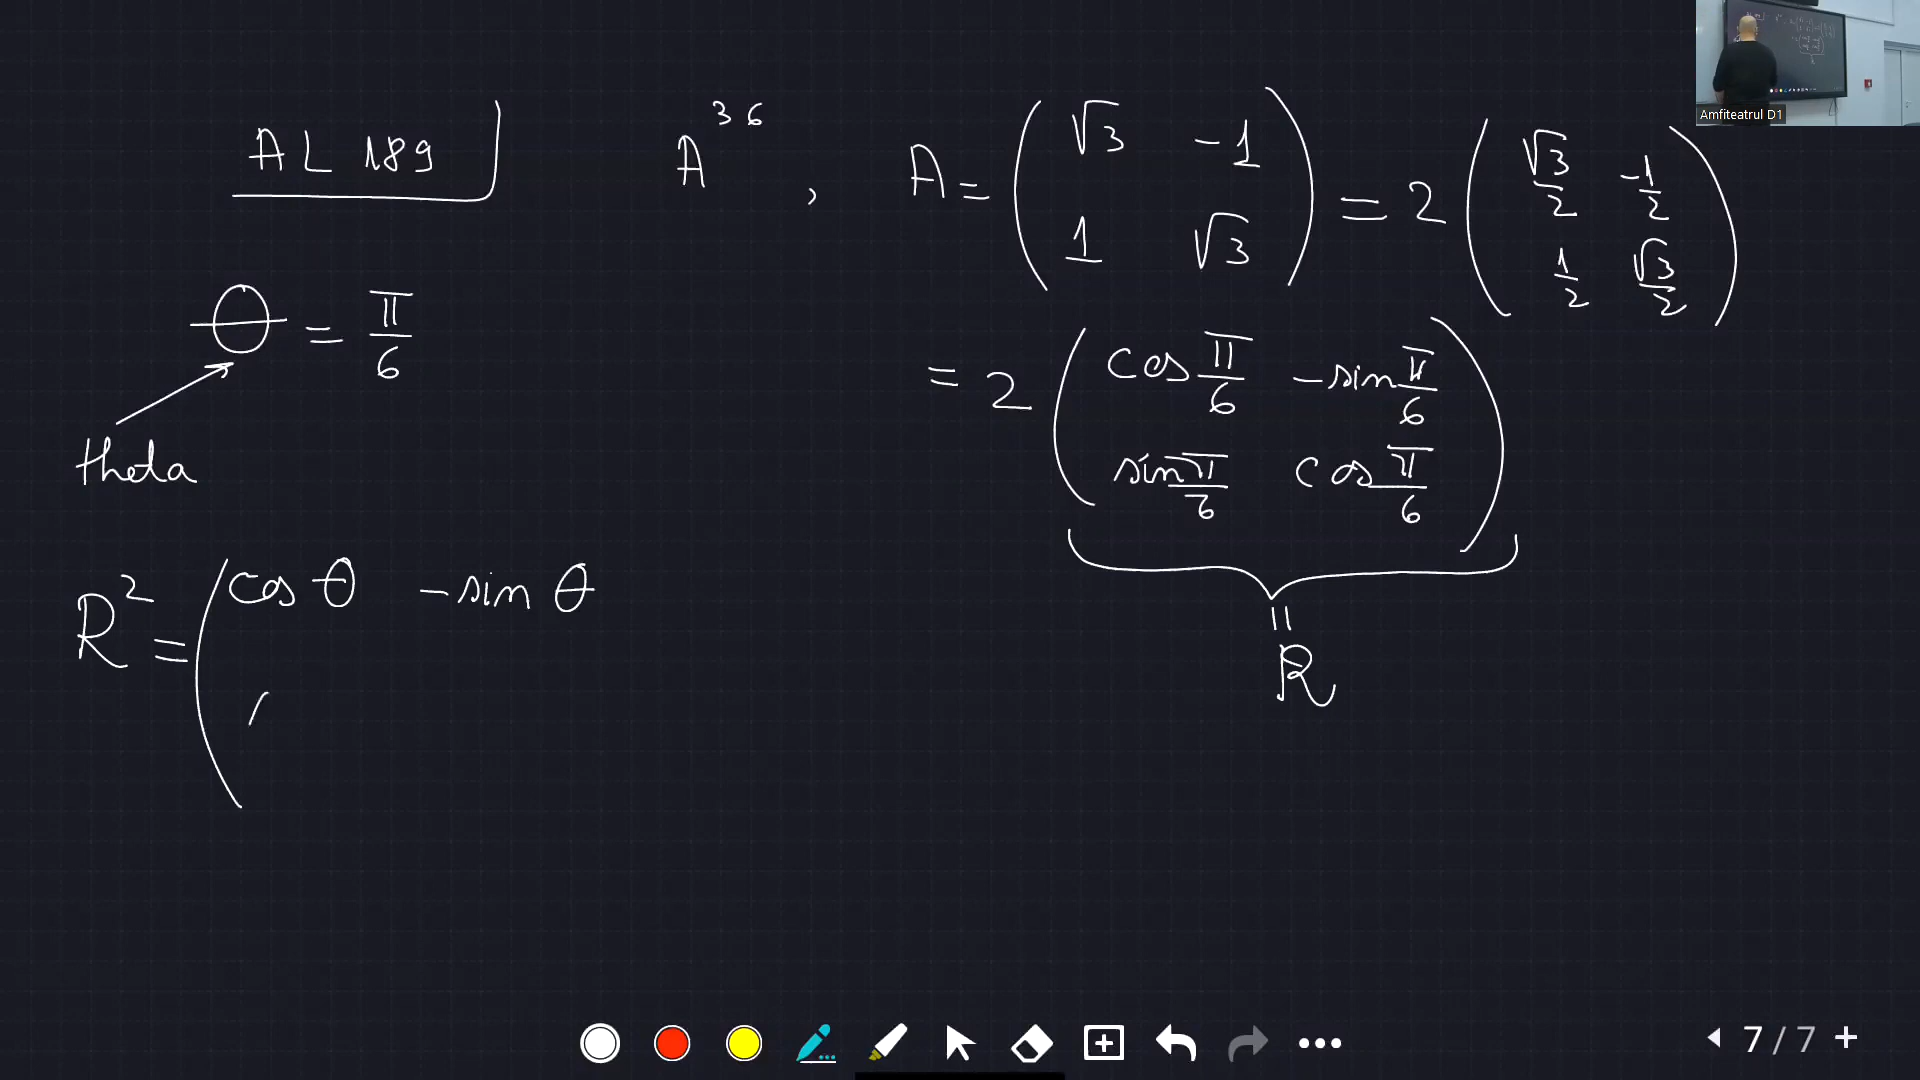 AL 189
A^36 , A = (√3 -1 ; 1 √3) = 2 (√3/2 -1/2 ; 1/2 √3/2)
θ = π/6
= 2 (cos π/6 -sin π/6 ; sin π/6 cos π/6)
theta
R^2 = (cos θ -sin θ
=
R
Amfiteatrul D1
7 / 7